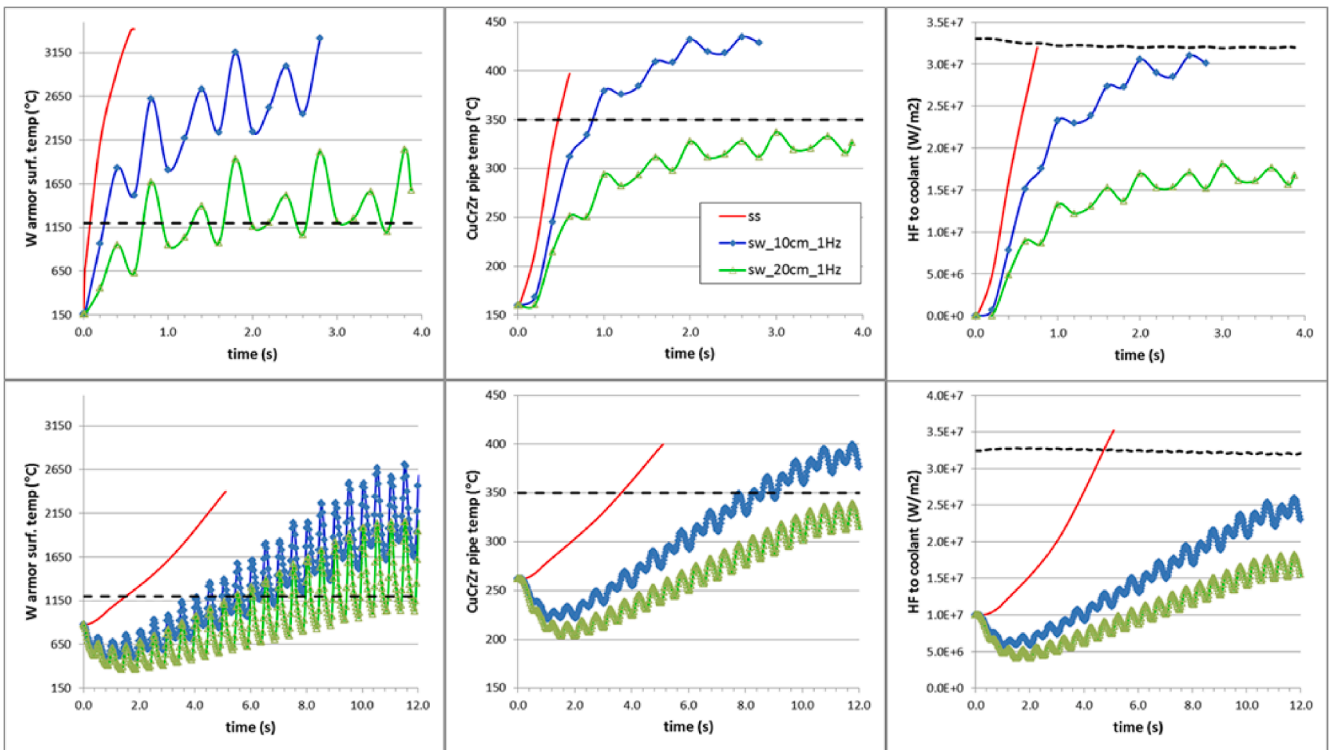 W armor surf. temp (°C)
3150
2650
2150
1650
1150
650
150
0.0 1.0 2.0 3.0 4.0
time (s)
CuCrZr pipe temp (°C)
450
400
350
300
250
200
150
0.0 1.0 2.0 3.0 4.0
time (s)
ss
sw_10cm_1Hz
sw_20cm_1Hz
HF to coolant (W/m2)
3.5E+7
3.0E+7
2.5E+7
2.0E+7
1.5E+7
1.0E+7
5.0E+6
0.0E+0
0.0 1.0 2.0 3.0 4.0
time (s)
W armor surf. temp (°C)
3150
2650
2150
1650
1150
650
150
0.0 2.0 4.0 6.0 8.0 10.0 12.0
time (s)
CuCrZr pipe temp (°C)
450
400
350
300
250
200
150
0.0 2.0 4.0 6.0 8.0 10.0 12.0
time (s)
HF to coolant (W/m2)
4.0E+7
3.5E+7
3.0E+7
2.5E+7
2.0E+7
1.5E+7
1.0E+7
5.0E+6
0.0E+0
0.0 2.0 4.0 6.0 8.0 10.0 12.0
time (s)